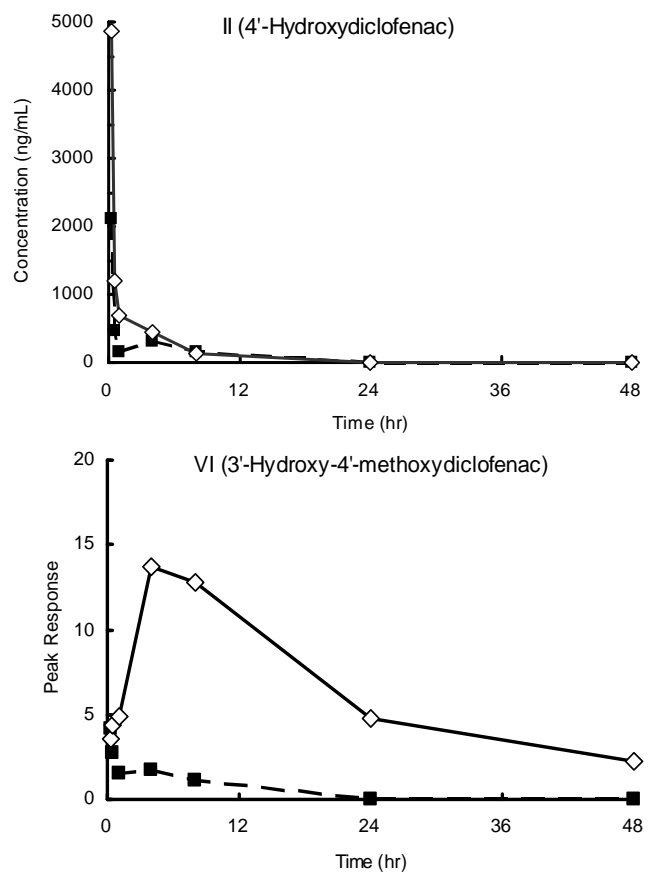 II (4'-Hydroxydiclofenac)
5000
4000
3000
2000
1000
0
Concentration (ng/mL)
0 12 24 36 48
Time (hr)
VI (3'-Hydroxy-4'-methoxydiclofenac)
20
15
10
5
0
Peak Response
0 12 24 36 48
Time (hr)